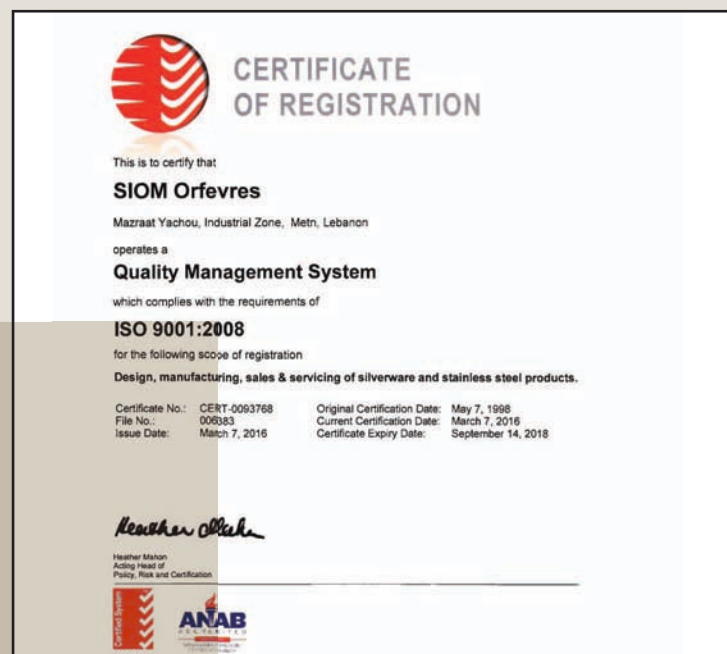 CERTIFICATE
OF REGISTRATION
This is to certify that
SIOM Orfevres
Mazraat Yachou, Industrial Zone, Metn, Lebanon
operates a
Quality Management System
which complies with the requirements of
ISO 9001:2008
for the following scope of registration
Design, manufacturing, sales & servicing of silverware and stainless steel products.
Certificate No.: CERT-0093768 Original Certification Date: May 7, 1998
File No.: 006383 Current Certification Date: March 7, 2016
Issue Date: March 7, 2016 Certificate Expiry Date: September 14, 2018
Heather Mahon
Acting Head of
Policy, Risk and Certification
Certified System
ANAB
ACCREDITED